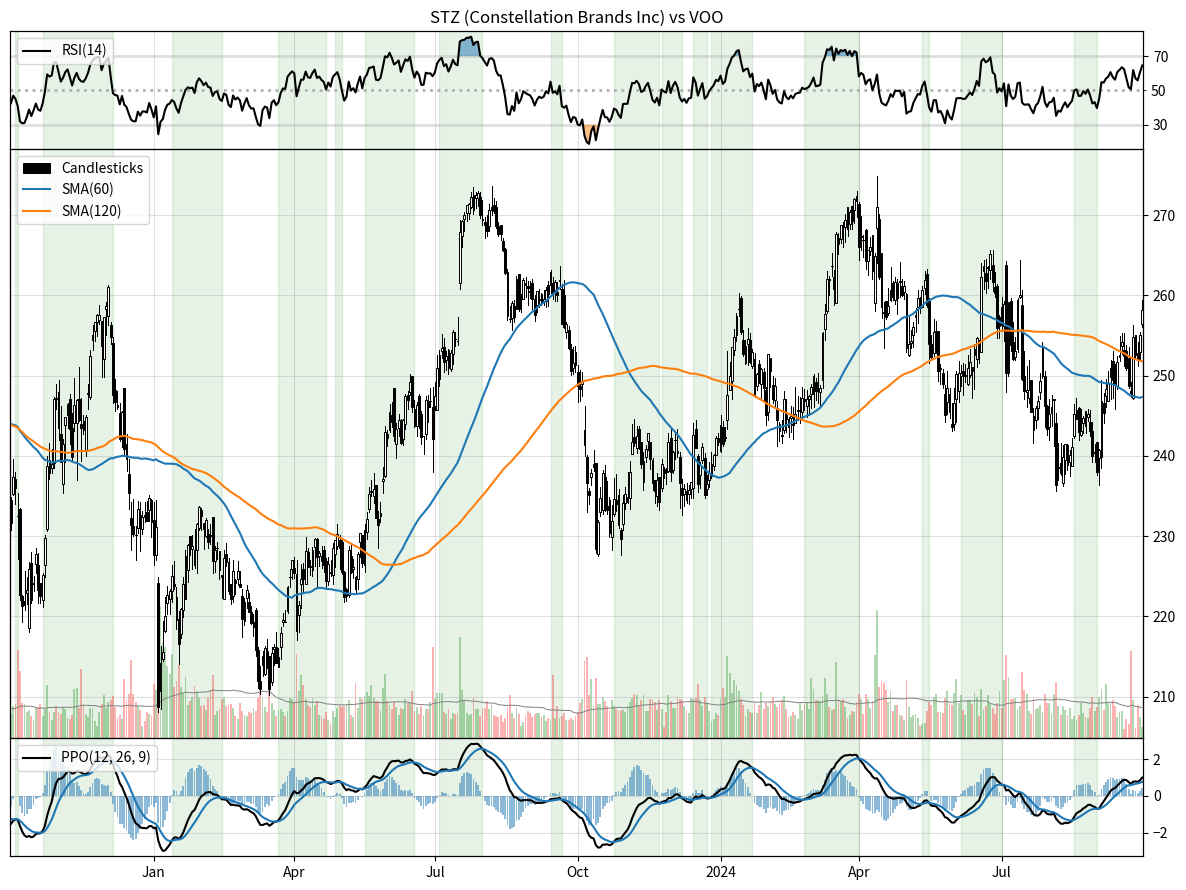 STZ (Constellation Brands Inc) vs VOO
RSI(14)
70
50
30
Candlesticks
SMA(60)
SMA(120)
270
260
250
240
230
220
210
PPO(12, 26, 9)
2
0
−2
Jan Apr Jul Oct 2024 Apr Jul